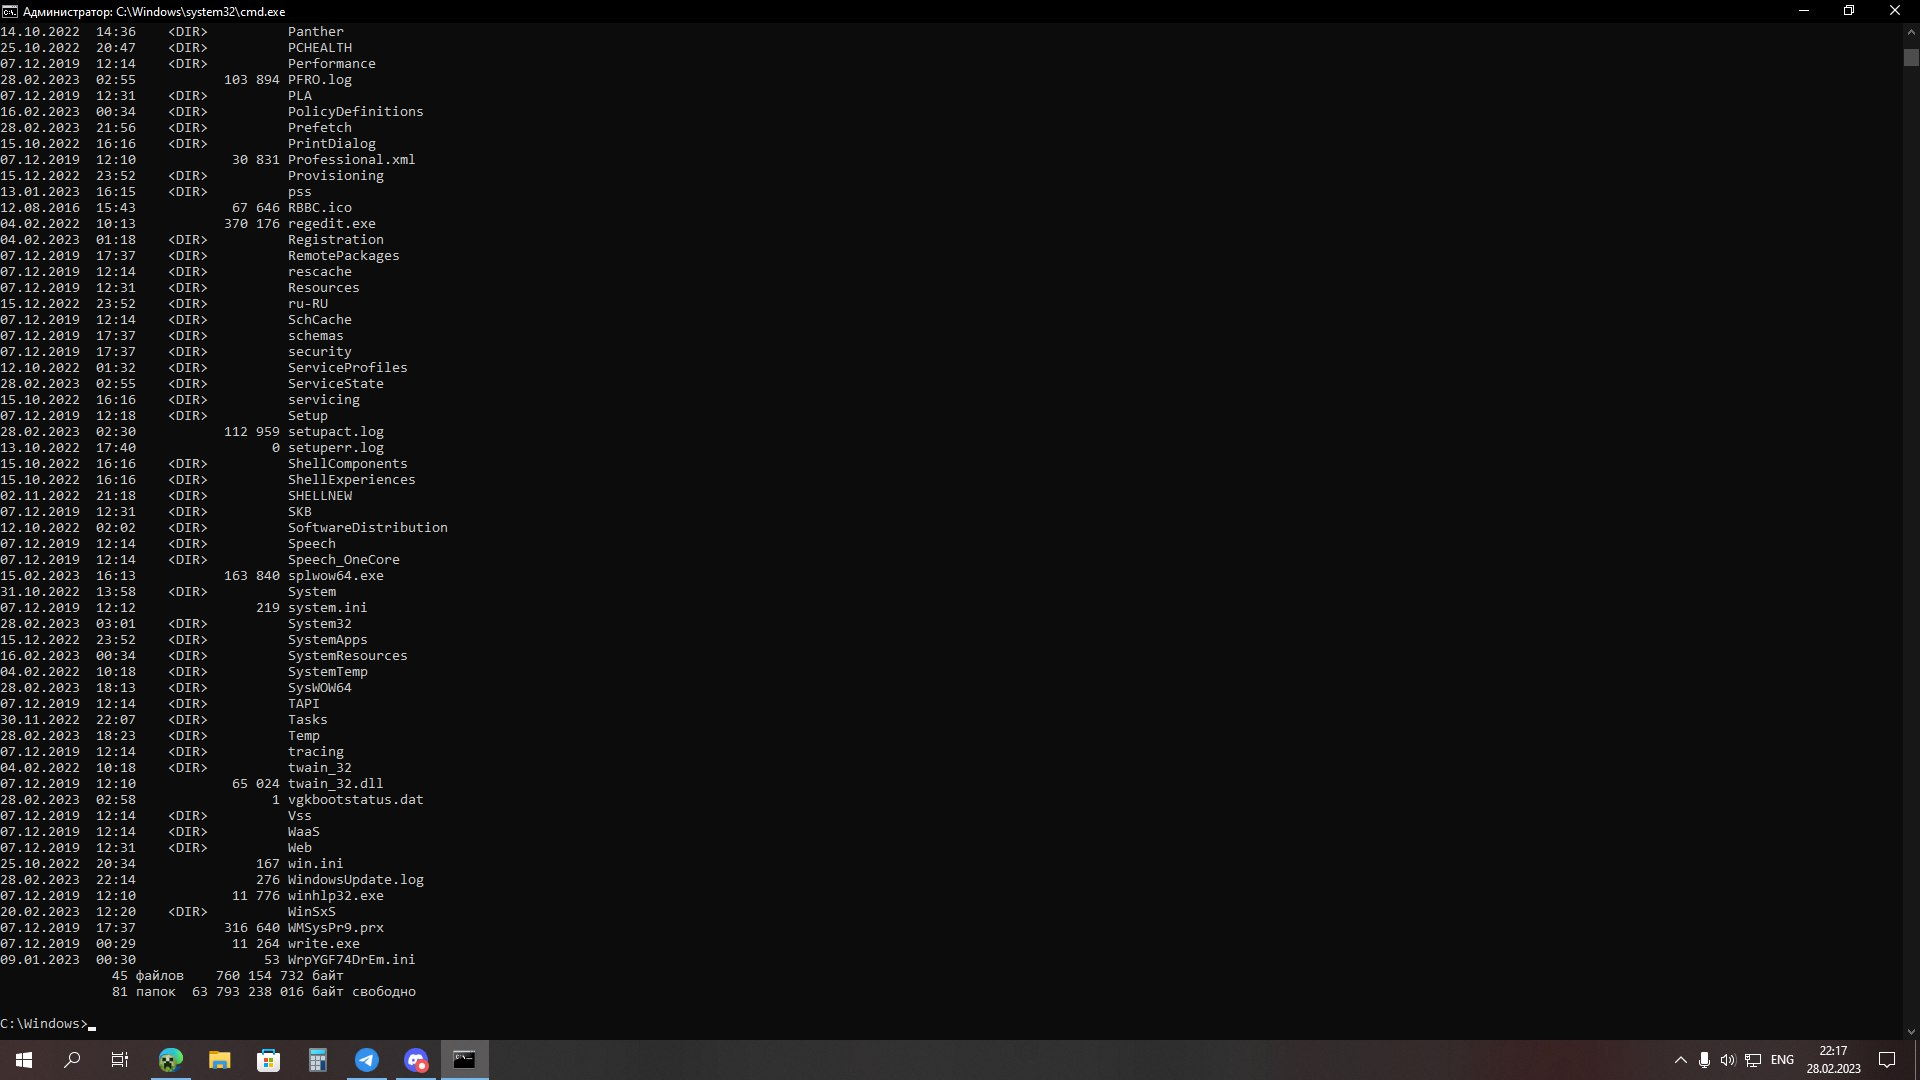 Администратор: C:\Windows\system32\cmd.exe
14.10.2022  14:36    <DIR>          Panther
25.10.2022  20:47    <DIR>          PCHEALTH
07.12.2019  12:14    <DIR>          Performance
28.02.2023  02:55           103 894 PFRO.log
07.12.2019  12:31    <DIR>          PLA
16.02.2023  00:34    <DIR>          PolicyDefinitions
28.02.2023  21:56    <DIR>          Prefetch
15.10.2022  16:16    <DIR>          PrintDialog
07.12.2019  12:10            30 831 Professional.xml
15.12.2022  23:52    <DIR>          Provisioning
13.01.2023  16:15    <DIR>          pss
12.08.2016  15:43            67 646 RBBC.ico
04.02.2022  10:13           370 176 regedit.exe
04.02.2023  01:18    <DIR>          Registration
07.12.2019  17:37    <DIR>          RemotePackages
07.12.2019  12:14    <DIR>          rescache
07.12.2019  12:31    <DIR>          Resources
15.12.2022  23:52    <DIR>          ru-RU
07.12.2019  12:14    <DIR>          SchCache
07.12.2019  17:37    <DIR>          schemas
07.12.2019  17:37    <DIR>          security
12.10.2022  01:32    <DIR>          ServiceProfiles
28.02.2023  02:55    <DIR>          ServiceState
15.10.2022  16:16    <DIR>          servicing
07.12.2019  12:18    <DIR>          Setup
28.02.2023  02:30           112 959 setupact.log
13.10.2022  17:40                 0 setuperr.log
15.10.2022  16:16    <DIR>          ShellComponents
15.10.2022  16:16    <DIR>          ShellExperiences
02.11.2022  21:18    <DIR>          SHELLNEW
07.12.2019  12:31    <DIR>          SKB
12.10.2022  02:02    <DIR>          SoftwareDistribution
07.12.2019  12:14    <DIR>          Speech
07.12.2019  12:14    <DIR>          Speech_OneCore
15.02.2023  16:13           163 840 splwow64.exe
31.10.2022  13:58    <DIR>          System
07.12.2019  12:12               219 system.ini
28.02.2023  03:01    <DIR>          System32
15.12.2022  23:52    <DIR>          SystemApps
16.02.2023  00:34    <DIR>          SystemResources
04.02.2022  10:18    <DIR>          SystemTemp
28.02.2023  18:13    <DIR>          SysWOW64
07.12.2019  12:14    <DIR>          TAPI
30.11.2022  22:07    <DIR>          Tasks
28.02.2023  18:23    <DIR>          Temp
07.12.2019  12:14    <DIR>          tracing
04.02.2022  10:18    <DIR>          twain_32
07.12.2019  12:10            65 024 twain_32.dll
28.02.2023  02:58                 1 vgkbootstatus.dat
07.12.2019  12:14    <DIR>          Vss
07.12.2019  12:14    <DIR>          WaaS
07.12.2019  12:31    <DIR>          Web
25.10.2022  20:34               167 win.ini
28.02.2023  22:14               276 WindowsUpdate.log
07.12.2019  12:10            11 776 winhlp32.exe
20.02.2023  12:20    <DIR>          WinSxS
07.12.2019  17:37           316 640 WMSysPr9.prx
07.12.2019  00:29            11 264 write.exe
09.01.2023  00:30                53 WrpYGF74DrEm.ini
45 файлов    760 154 732 байт
81 папок  63 793 238 016 байт свободно
C:\Windows>
ENG
22:17
28.02.2023